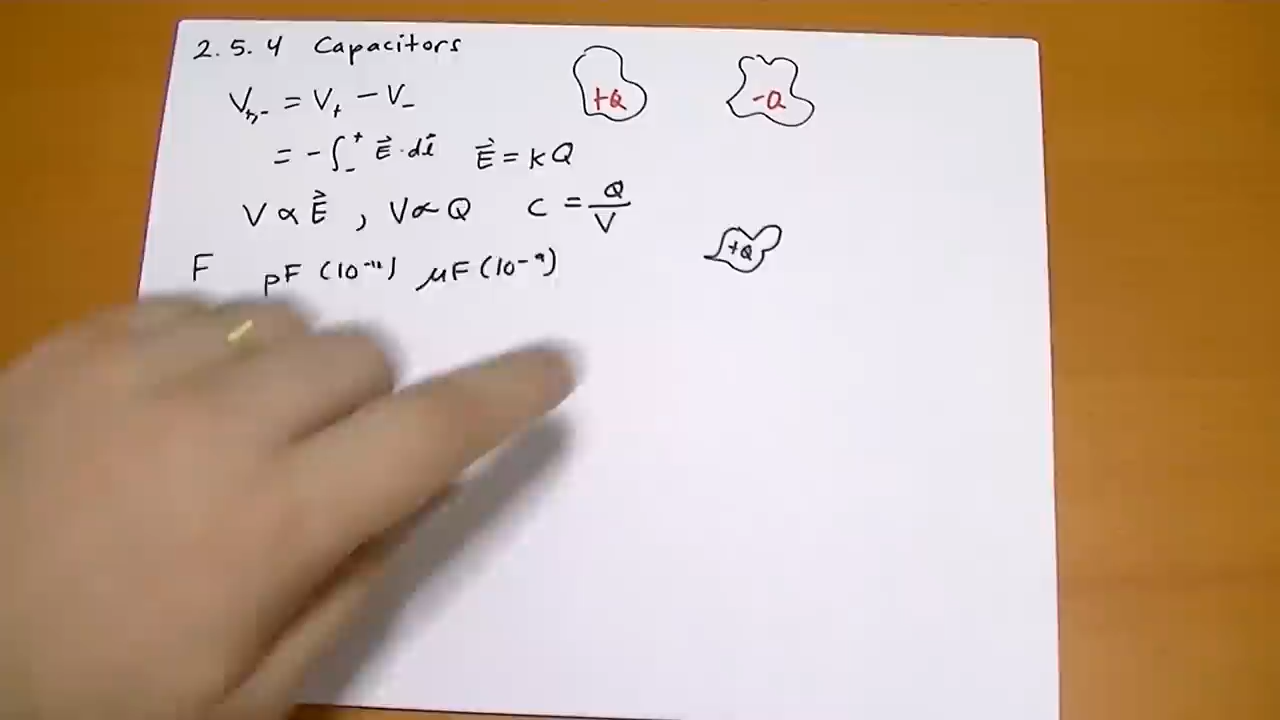 2.5.4 Capacitors
+Q
-Q
V+,- = V+ - V-
= -∫-^+ E⃗·dl⃗ E⃗ = kQ
V ∝ E⃗ , V ∝ Q C = Q/V
+Q
F pF (10⁻¹²) μF (10⁻⁹)